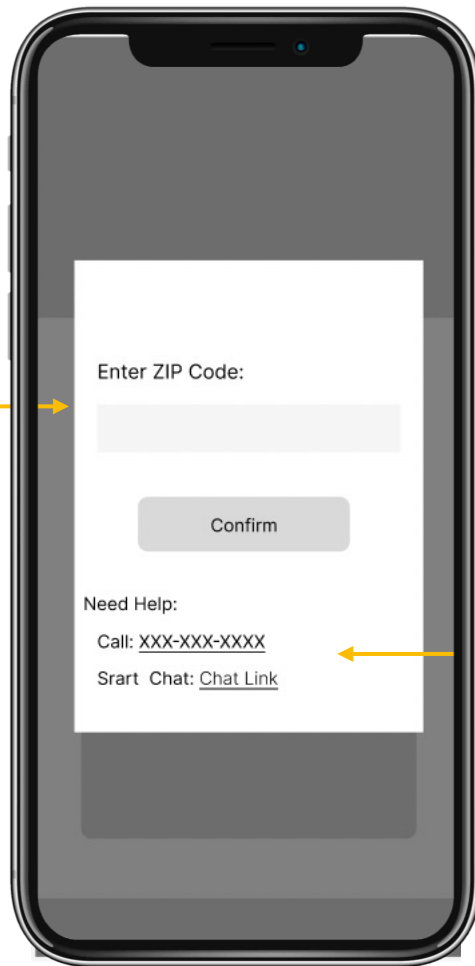 Enter ZIP Code:
Confirm
Need Help:
Call: XXX-XXX-XXXX
Srart Chat: Chat Link